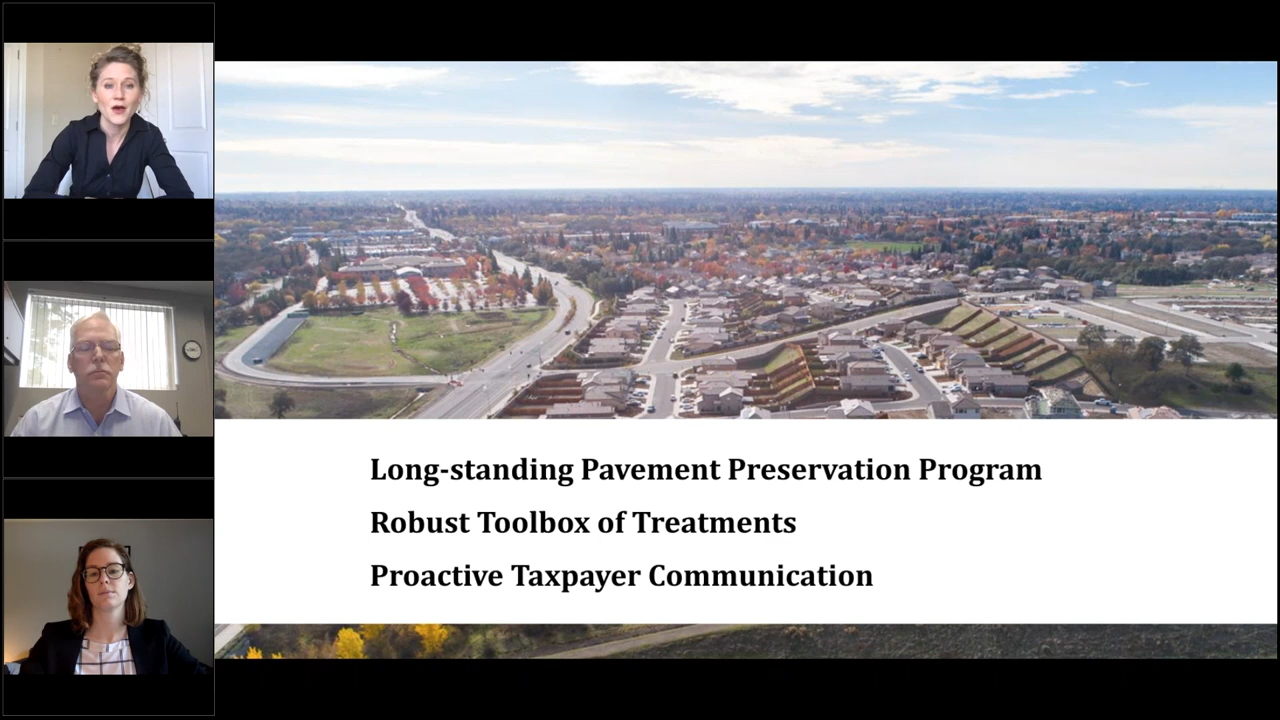 Long-standing Pavement Preservation Program
Robust Toolbox of Treatments
Proactive Taxpayer Communication